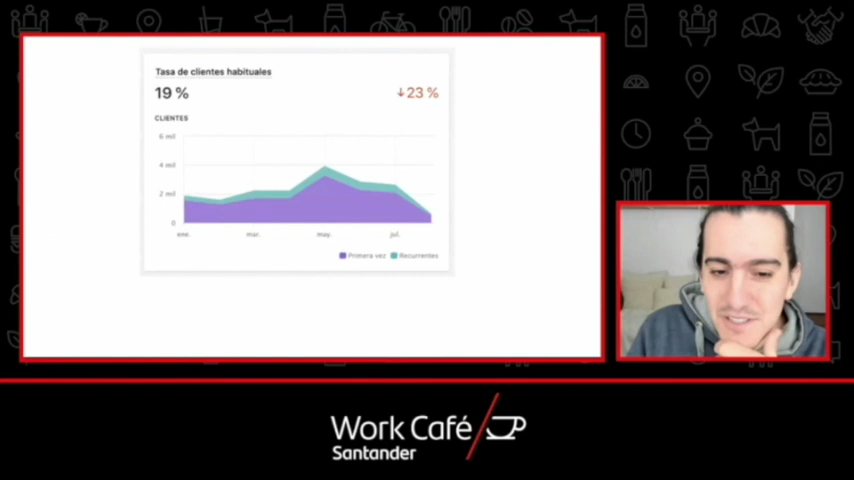 Tasa de clientes habituales
19 %
↓23 %
CLIENTES
6 mil
4 mil
2 mil
0
ene. mar. may. jul.
Primera vez Recurrentes
Work Café
Santander